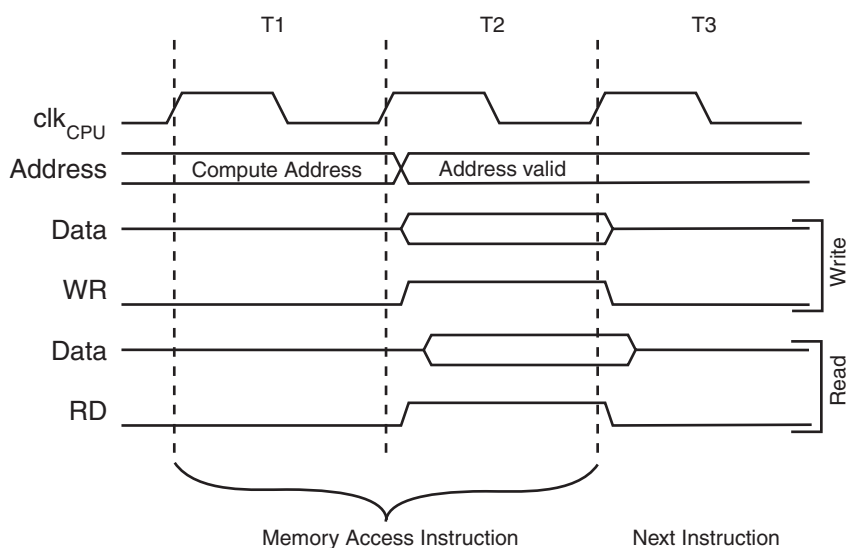 T1 T2 T3
clkCPU
Address Compute Address Address valid
Data
WR
Write
Data
RD
Read
Memory Access Instruction Next Instruction